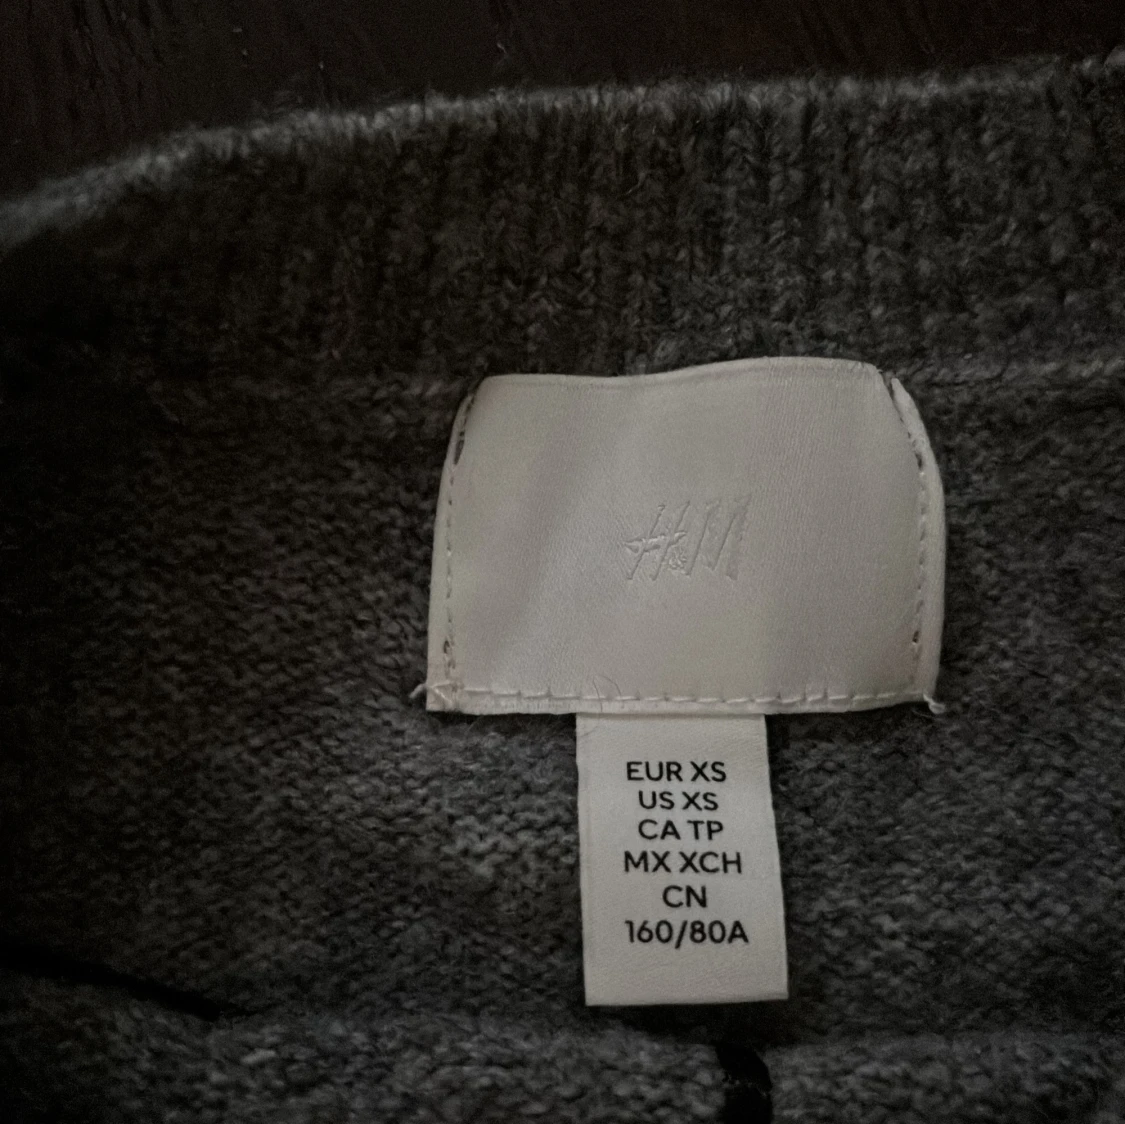 H&M
EUR XS
US XS
CA TP
MX XCH
CN
160/80A